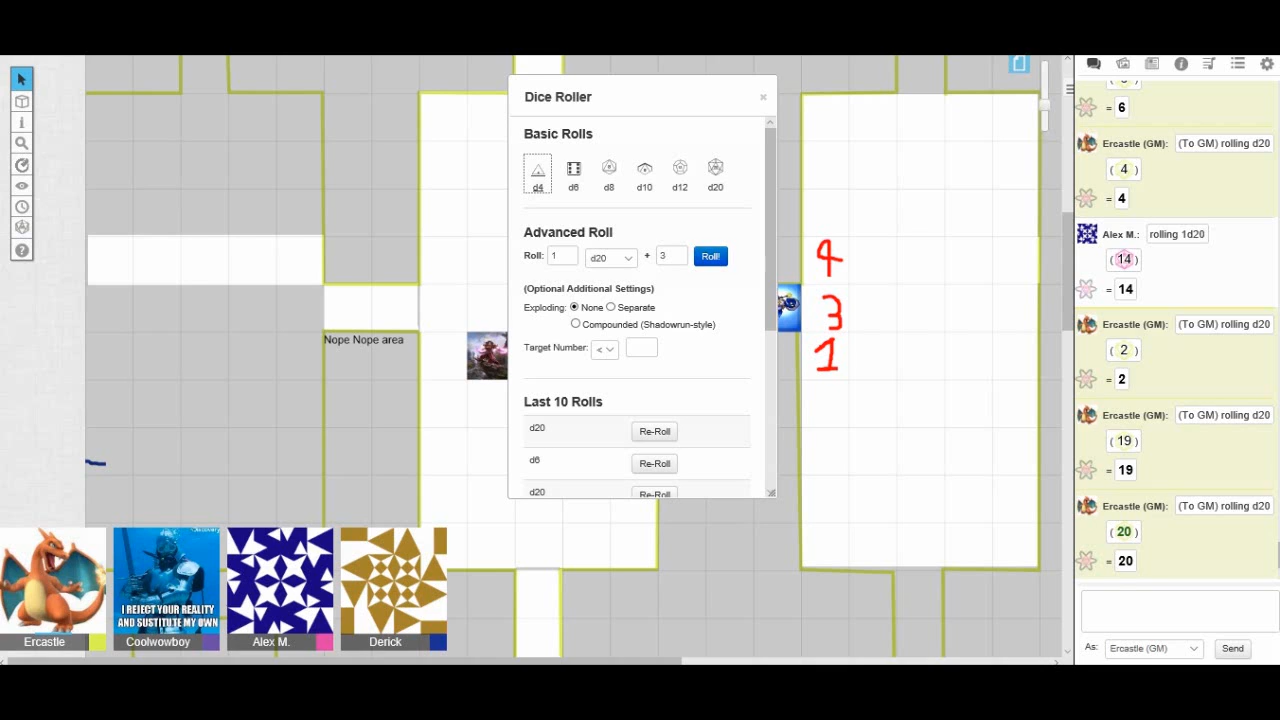 Dice Roller
×
Basic Rolls
d4 d6 d8 d10 d12 d20
Advanced Roll
Roll: 1 d20 + 3 Roll!
(Optional Additional Settings)
Exploding: None Separate
Compounded (Shadowrun-style)
Target Number: <
Last 10 Rolls
d20 Re-Roll
d6 Re-Roll
d20 Re-Roll
Nope Nope area
4
3
1
= 6
Ercastle (GM): (To GM) rolling d20
(4)
= 4
Alex M.: rolling 1d20
(14)
= 14
Ercastle (GM): (To GM) rolling d20
(2)
= 2
Ercastle (GM): (To GM) rolling d20
(19)
= 19
Ercastle (GM): (To GM) rolling d20
(20)
= 20
As: Ercastle (GM) Send
I REJECT YOUR REALITY
AND SUSTITUTE MY OWN
Ercastle Coolwowboy Alex M. Derick